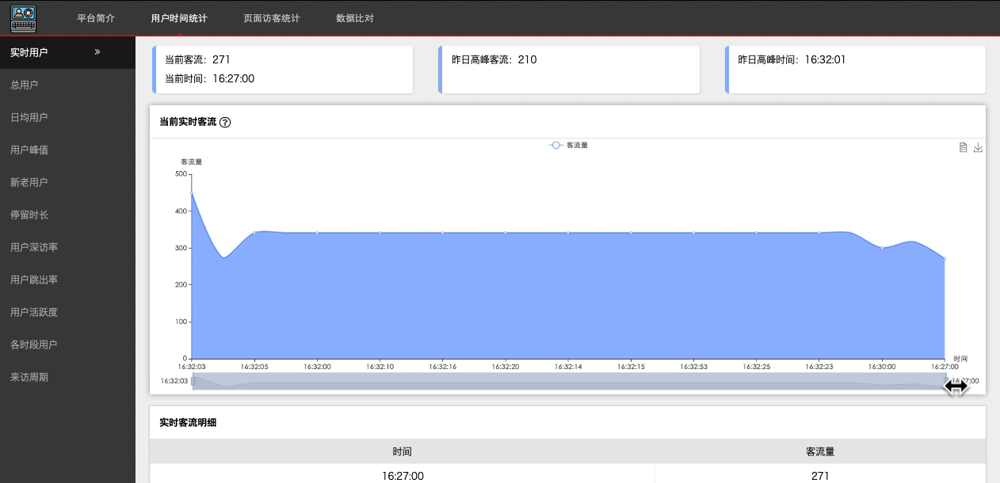 平台简介 用户时间统计 页面访客统计 数据比对
实时用户 »
总用户
日均用户
用户峰值
新老用户
停留时长
用户深访率
用户跳出率
用户活跃度
各时段用户
来访周期
当前客流：271
当前时间：16:27:00
昨日高峰客流：210
昨日高峰时间：16:32:01
当前实时客流 ?
客流量
客流量
500
400
300
200
100
0
16:32:03 16:32:05 16:32:00 16:32:10 16:32:16 16:32:20 16:32:14 16:32:15 16:32:53 16:32:25 16:32:23 16:30:00 16:27:00
时间
16:32:03
实时客流明细
时间 客流量
16:27:00 271